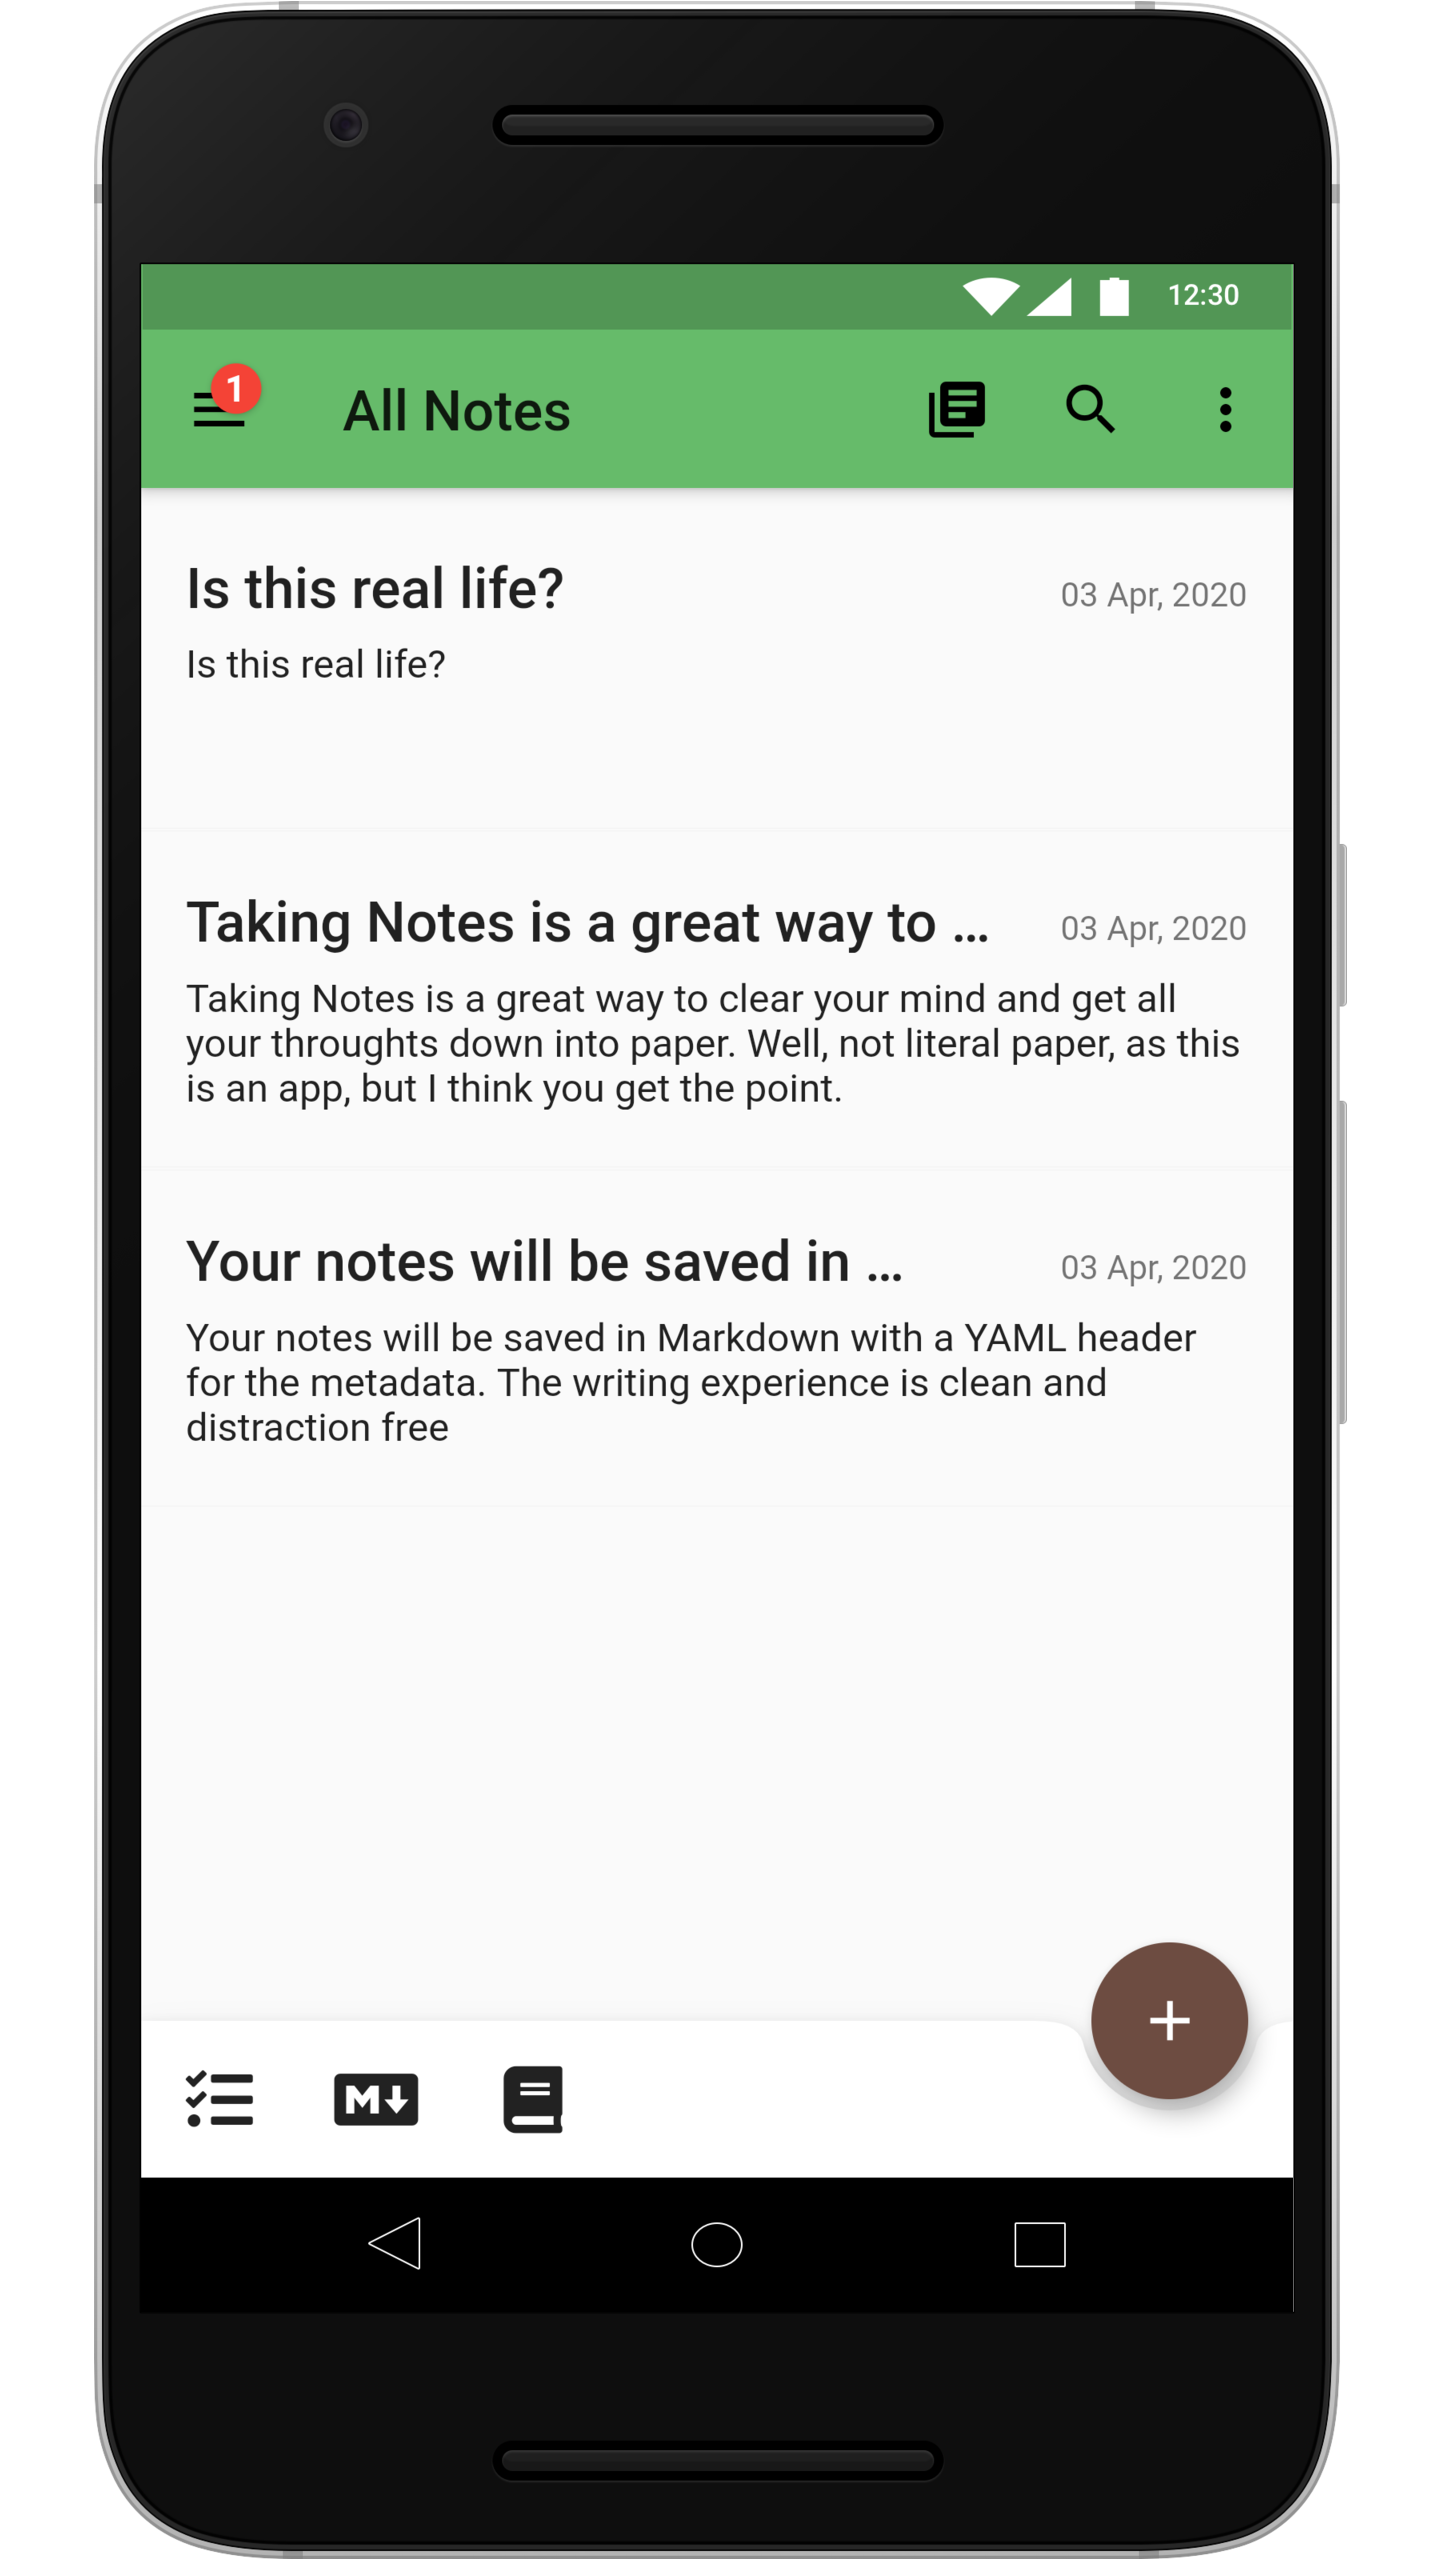 12:30
1
All Notes
Is this real life?
03 Apr, 2020
Is this real life?
Taking Notes is a great way to ...
03 Apr, 2020
Taking Notes is a great way to clear your mind and get all
your throughts down into paper. Well, not literal paper, as this
is an app, but I think you get the point.
Your notes will be saved in ...
03 Apr, 2020
Your notes will be saved in Markdown with a YAML header
for the metadata. The writing experience is clean and
distraction free
M